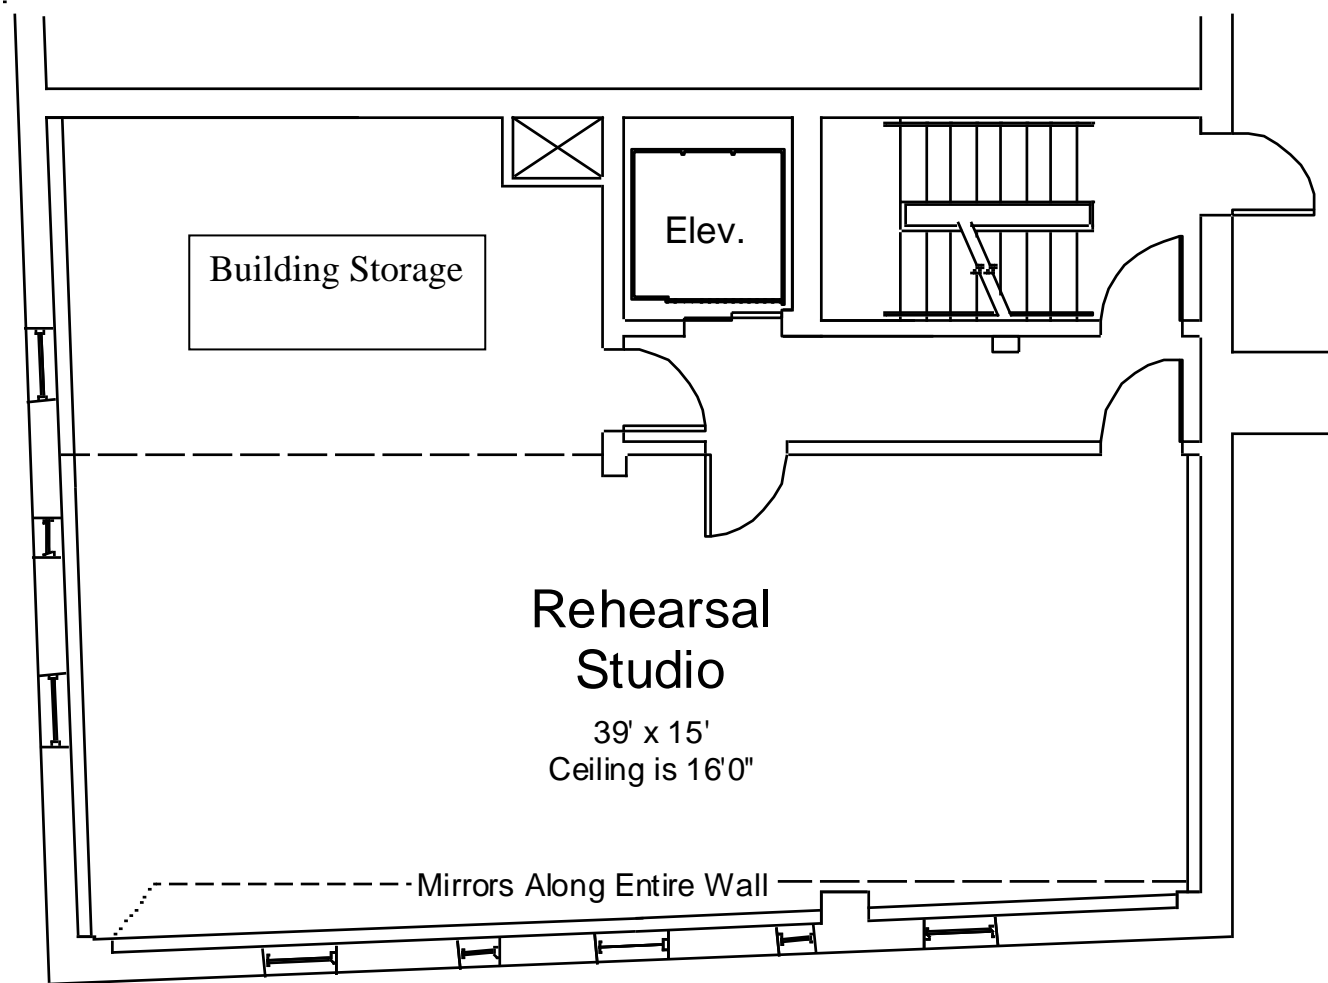 Elev.
Building Storage
Rehearsal
Studio
39' x 15'
Ceiling is 16'0"
Mirrors Along Entire Wall